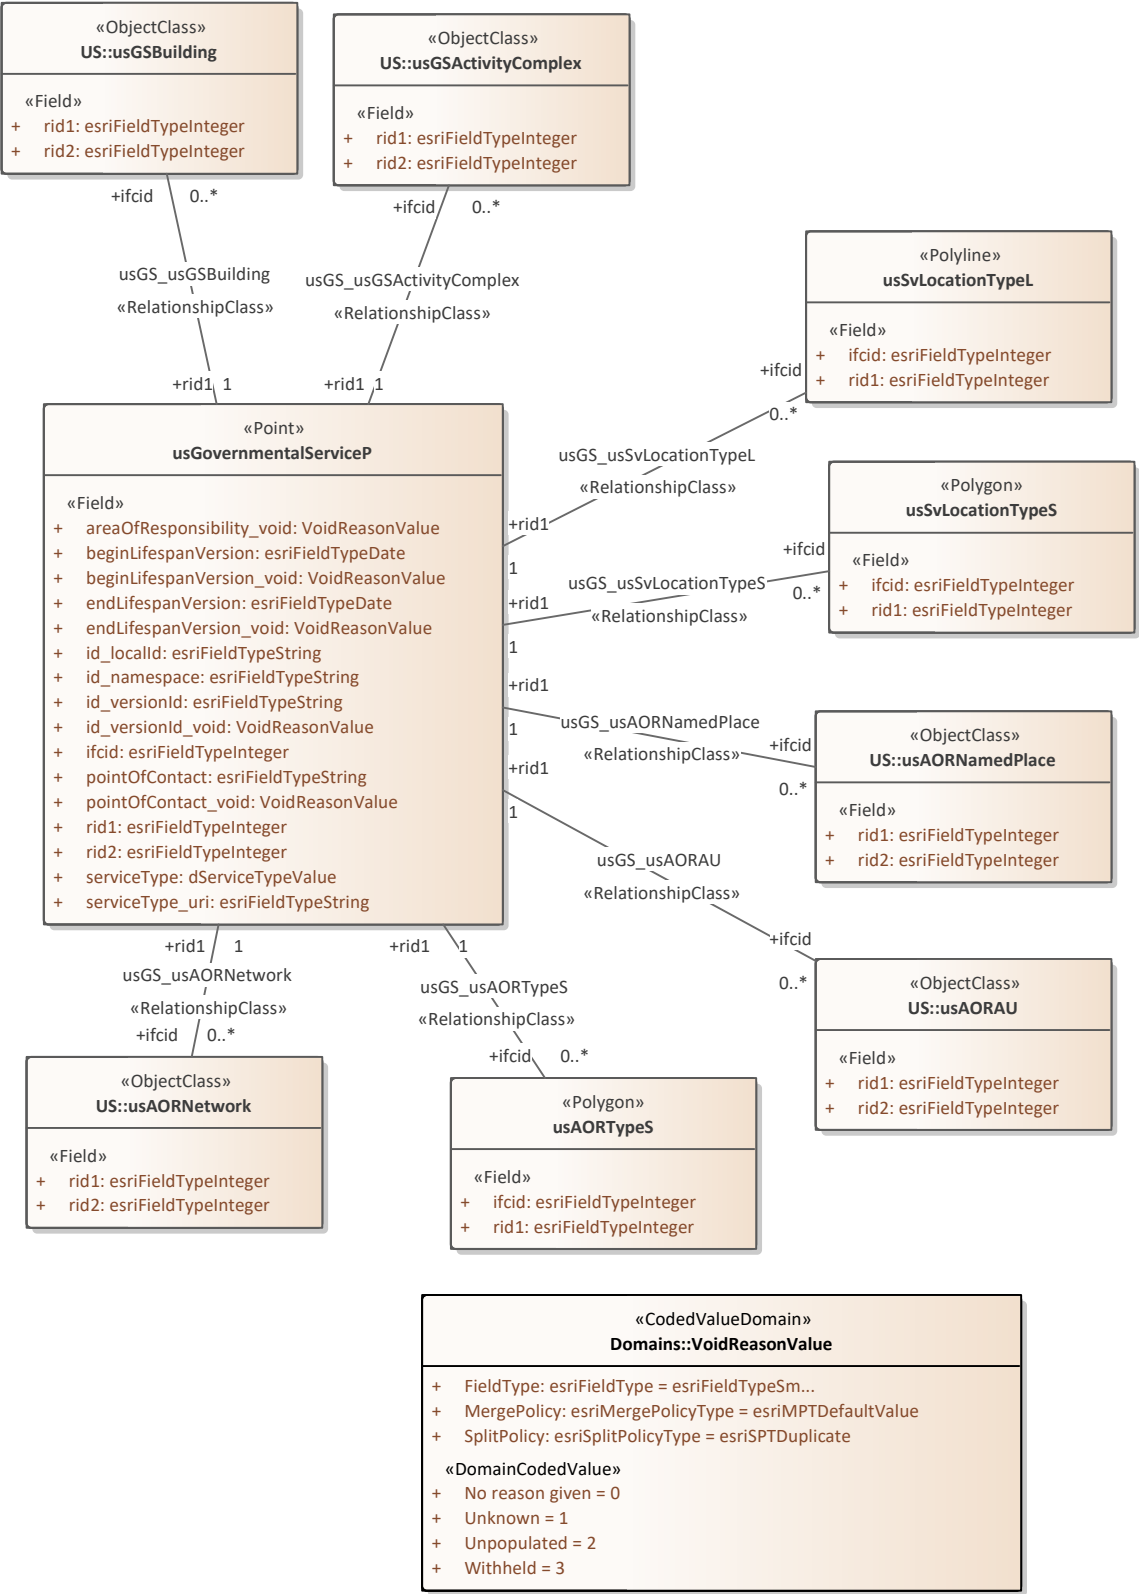 «ObjectClass»
US::usGSBuilding
«Field»
+ rid1: esriFieldTypeInteger
+ rid2: esriFieldTypeInteger
«ObjectClass»
US::usGSActivityComplex
«Field»
+ rid1: esriFieldTypeInteger
+ rid2: esriFieldTypeInteger
+ifcid 0..*
usGS_usGSBuilding
«RelationshipClass»
+rid1 1
+ifcid 0..*
usGS_usGSActivityComplex
«RelationshipClass»
+rid1 1
«Polyline»
usSvLocationTypeL
«Field»
+ ifcid: esriFieldTypeInteger
+ rid1: esriFieldTypeInteger
+ifcid
0..*
usGS_usSvLocationTypeL
«RelationshipClass»
+rid1
1
«Point»
usGovernmentalServiceP
«Field»
+ areaOfResponsibility_void: VoidReasonValue
+ beginLifespanVersion: esriFieldTypeDate
+ beginLifespanVersion_void: VoidReasonValue
+ endLifespanVersion: esriFieldTypeDate
+ endLifespanVersion_void: VoidReasonValue
+ id_localId: esriFieldTypeString
+ id_namespace: esriFieldTypeString
+ id_versionId: esriFieldTypeString
+ id_versionId_void: VoidReasonValue
+ ifcid: esriFieldTypeInteger
+ pointOfContact: esriFieldTypeString
+ pointOfContact_void: VoidReasonValue
+ rid1: esriFieldTypeInteger
+ rid2: esriFieldTypeInteger
+ serviceType: dServiceTypeValue
+ serviceType_uri: esriFieldTypeString
«Polygon»
usSvLocationTypeS
«Field»
+ ifcid: esriFieldTypeInteger
+ rid1: esriFieldTypeInteger
+ifcid
0..*
usGS_usSvLocationTypeS
«RelationshipClass»
+rid1
1
+rid1
1
usGS_usAORNamedPlace
«RelationshipClass»
+ifcid
0..*
«ObjectClass»
US::usAORNamedPlace
«Field»
+ rid1: esriFieldTypeInteger
+ rid2: esriFieldTypeInteger
+rid1
1
usGS_usAORAU
«RelationshipClass»
+ifcid
0..*
«ObjectClass»
US::usAORAU
«Field»
+ rid1: esriFieldTypeInteger
+ rid2: esriFieldTypeInteger
+rid1 1
usGS_usAORNetwork
«RelationshipClass»
+ifcid 0..*
«ObjectClass»
US::usAORNetwork
«Field»
+ rid1: esriFieldTypeInteger
+ rid2: esriFieldTypeInteger
+rid1 1
usGS_usAORTypeS
«RelationshipClass»
+ifcid 0..*
«Polygon»
usAORTypeS
«Field»
+ ifcid: esriFieldTypeInteger
+ rid1: esriFieldTypeInteger
«CodedValueDomain»
Domains::VoidReasonValue
+ FieldType: esriFieldType = esriFieldTypeSm...
+ MergePolicy: esriMergePolicyType = esriMPTDefaultValue
+ SplitPolicy: esriSplitPolicyType = esriSPTDuplicate
«DomainCodedValue»
+ No reason given = 0
+ Unknown = 1
+ Unpopulated = 2
+ Withheld = 3